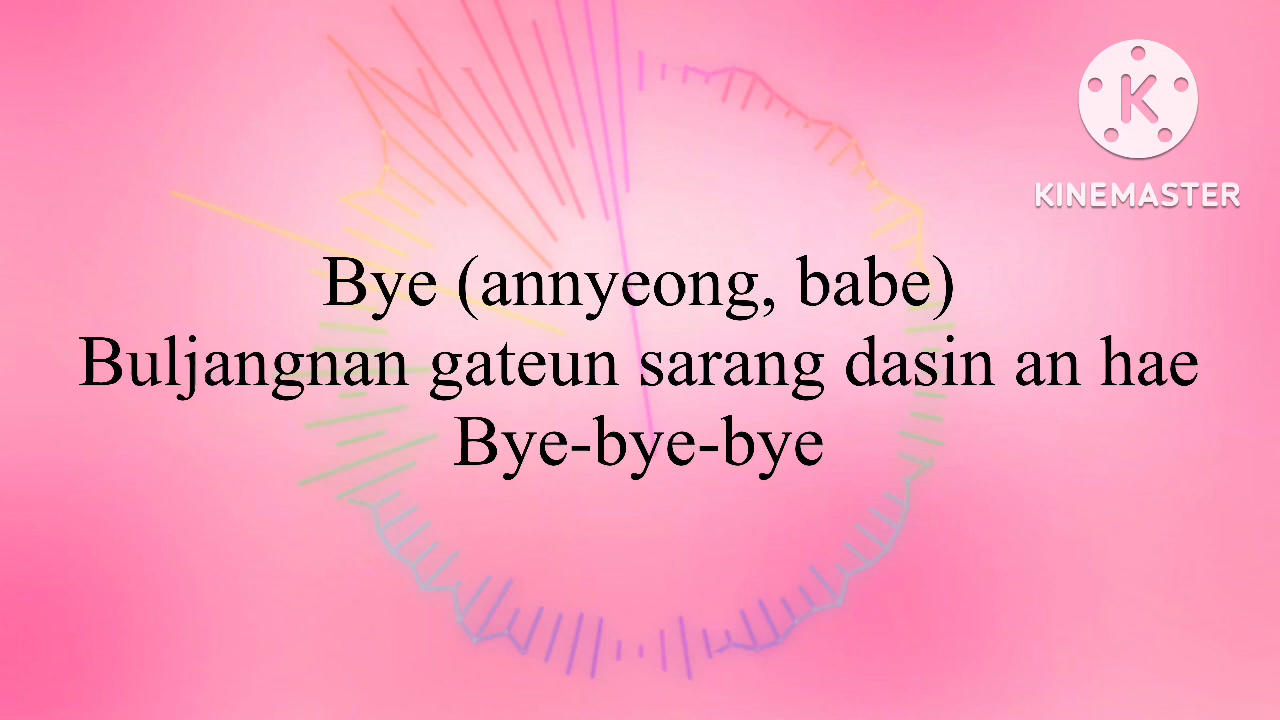 KINEMASTER
Bye (annyeong, babe)
Buljangnan gateun sarang dasin an hae
Bye-bye-bye